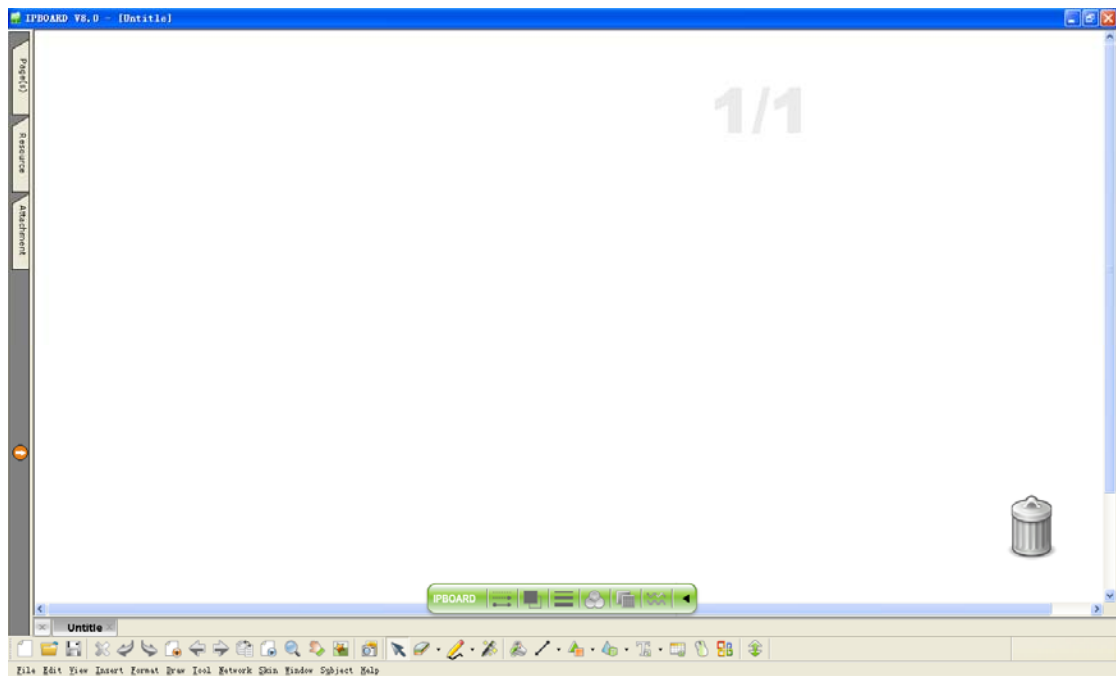 IPBOARD V8.0 - [Untitle]
Page(s)
Resource
Attachment
1/1
IPBOARD
Untitle
File Edit View Insert Format Draw Tool Network Skin Window Subject Help